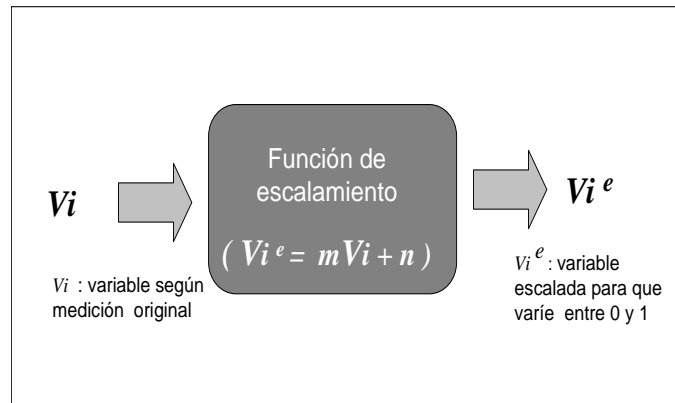 Vi
Función de
escalamiento
( Vi e = mVi + n )
Vi e
Vi : variable según
medición original
Vi e : variable
escalada para que
varíe entre 0 y 1